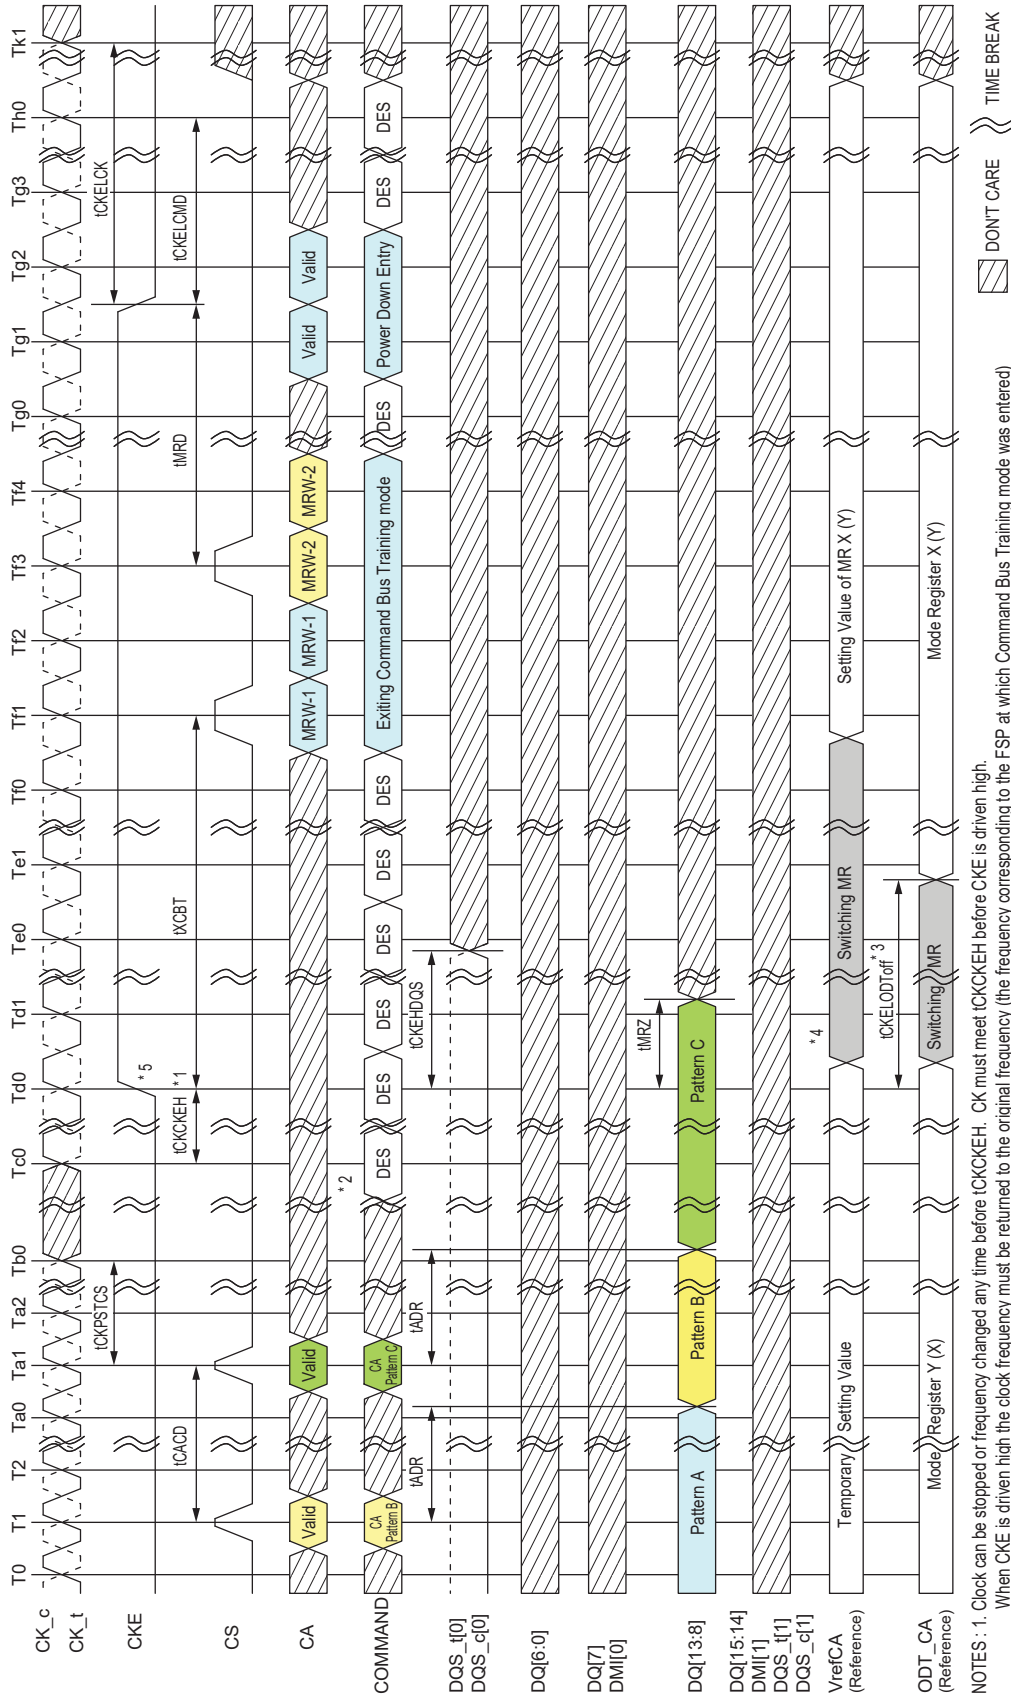 T0 T1 T2 Ta0 Ta1 Ta2 Tb0 Tc0 Td0 Td1 Te0 Te1 Tf0 Tf1 Tf2 Tf3 Tf4 Tg0 Tg1 Tg2 Tg3 Th0 Tk1
CK_c
CK_t
tCKPSTCS tCKCKEH *1 tXCBT tMRD tCKELCK
CKE
*5
tCACD tCKELCMD
CS
CA
Valid Valid MRW-1 MRW-1 MRW-2 MRW-2 Valid Valid
*2
COMMAND
CA Pattern B
CA Pattern C
DES DES DES DES DES DES Exiting Command Bus Training mode DES Power Down Entry DES DES
tADR tADR tCKEHDQS
DQS_t[0]
DQS_c[0]
DQ[6:0]
DQ[7]
DMI[0]
tMRZ
DQ[13:8]
Pattern A Pattern B Pattern C
DQ[15:14]
DMI[1]
DQS_t[1]
DQS_c[1]
*4
VrefCA
(Reference)
Temporary Setting Value Switching MR Setting Value of MR X (Y)
tCKELODToff *3
ODT_CA
(Reference)
Mode Register Y (X) Switching MR Mode Register X (Y)
DON'T CARE TIME BREAK
NOTES : 1. Clock can be stopped or frequency changed any time before tCKCKEH. CK must meet tCKCKEH before CKE is driven high.
When CKE is driven high the clock frequency must be returned to the original frequency (the frequency corresponding to the FSP at which Command Bus Training mode was entered)